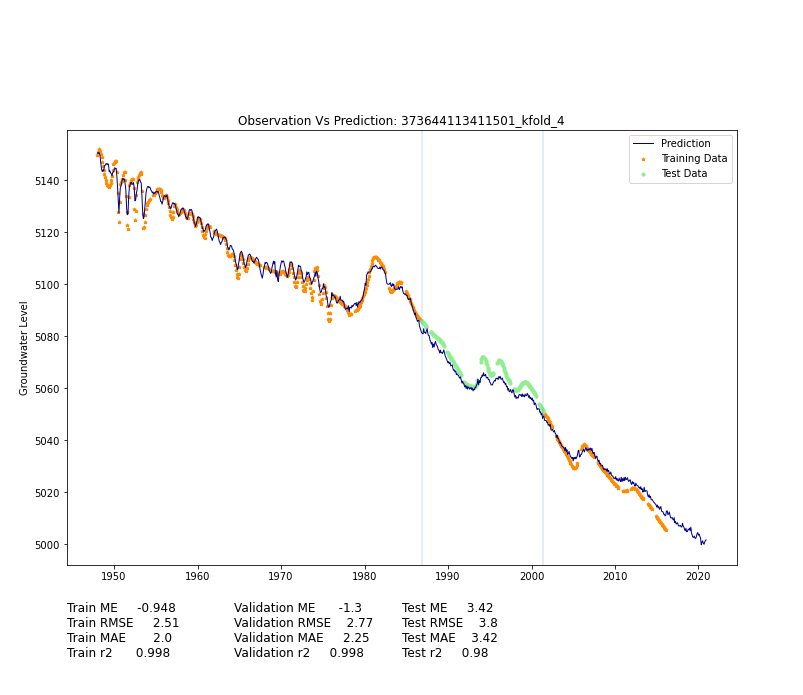 Observation Vs Prediction: 373644113411501_kfold_4
Prediction
Training Data
Test Data
Groundwater Level
5140
5120
5100
5080
5060
5040
5020
5000
1950 1960 1970 1980 1990 2000 2010 2020
Train ME -0.948 Validation ME -1.3 Test ME 3.42
Train RMSE 2.51 Validation RMSE 2.77 Test RMSE 3.8
Train MAE 2.0 Validation MAE 2.25 Test MAE 3.42
Train r2 0.998 Validation r2 0.998 Test r2 0.98